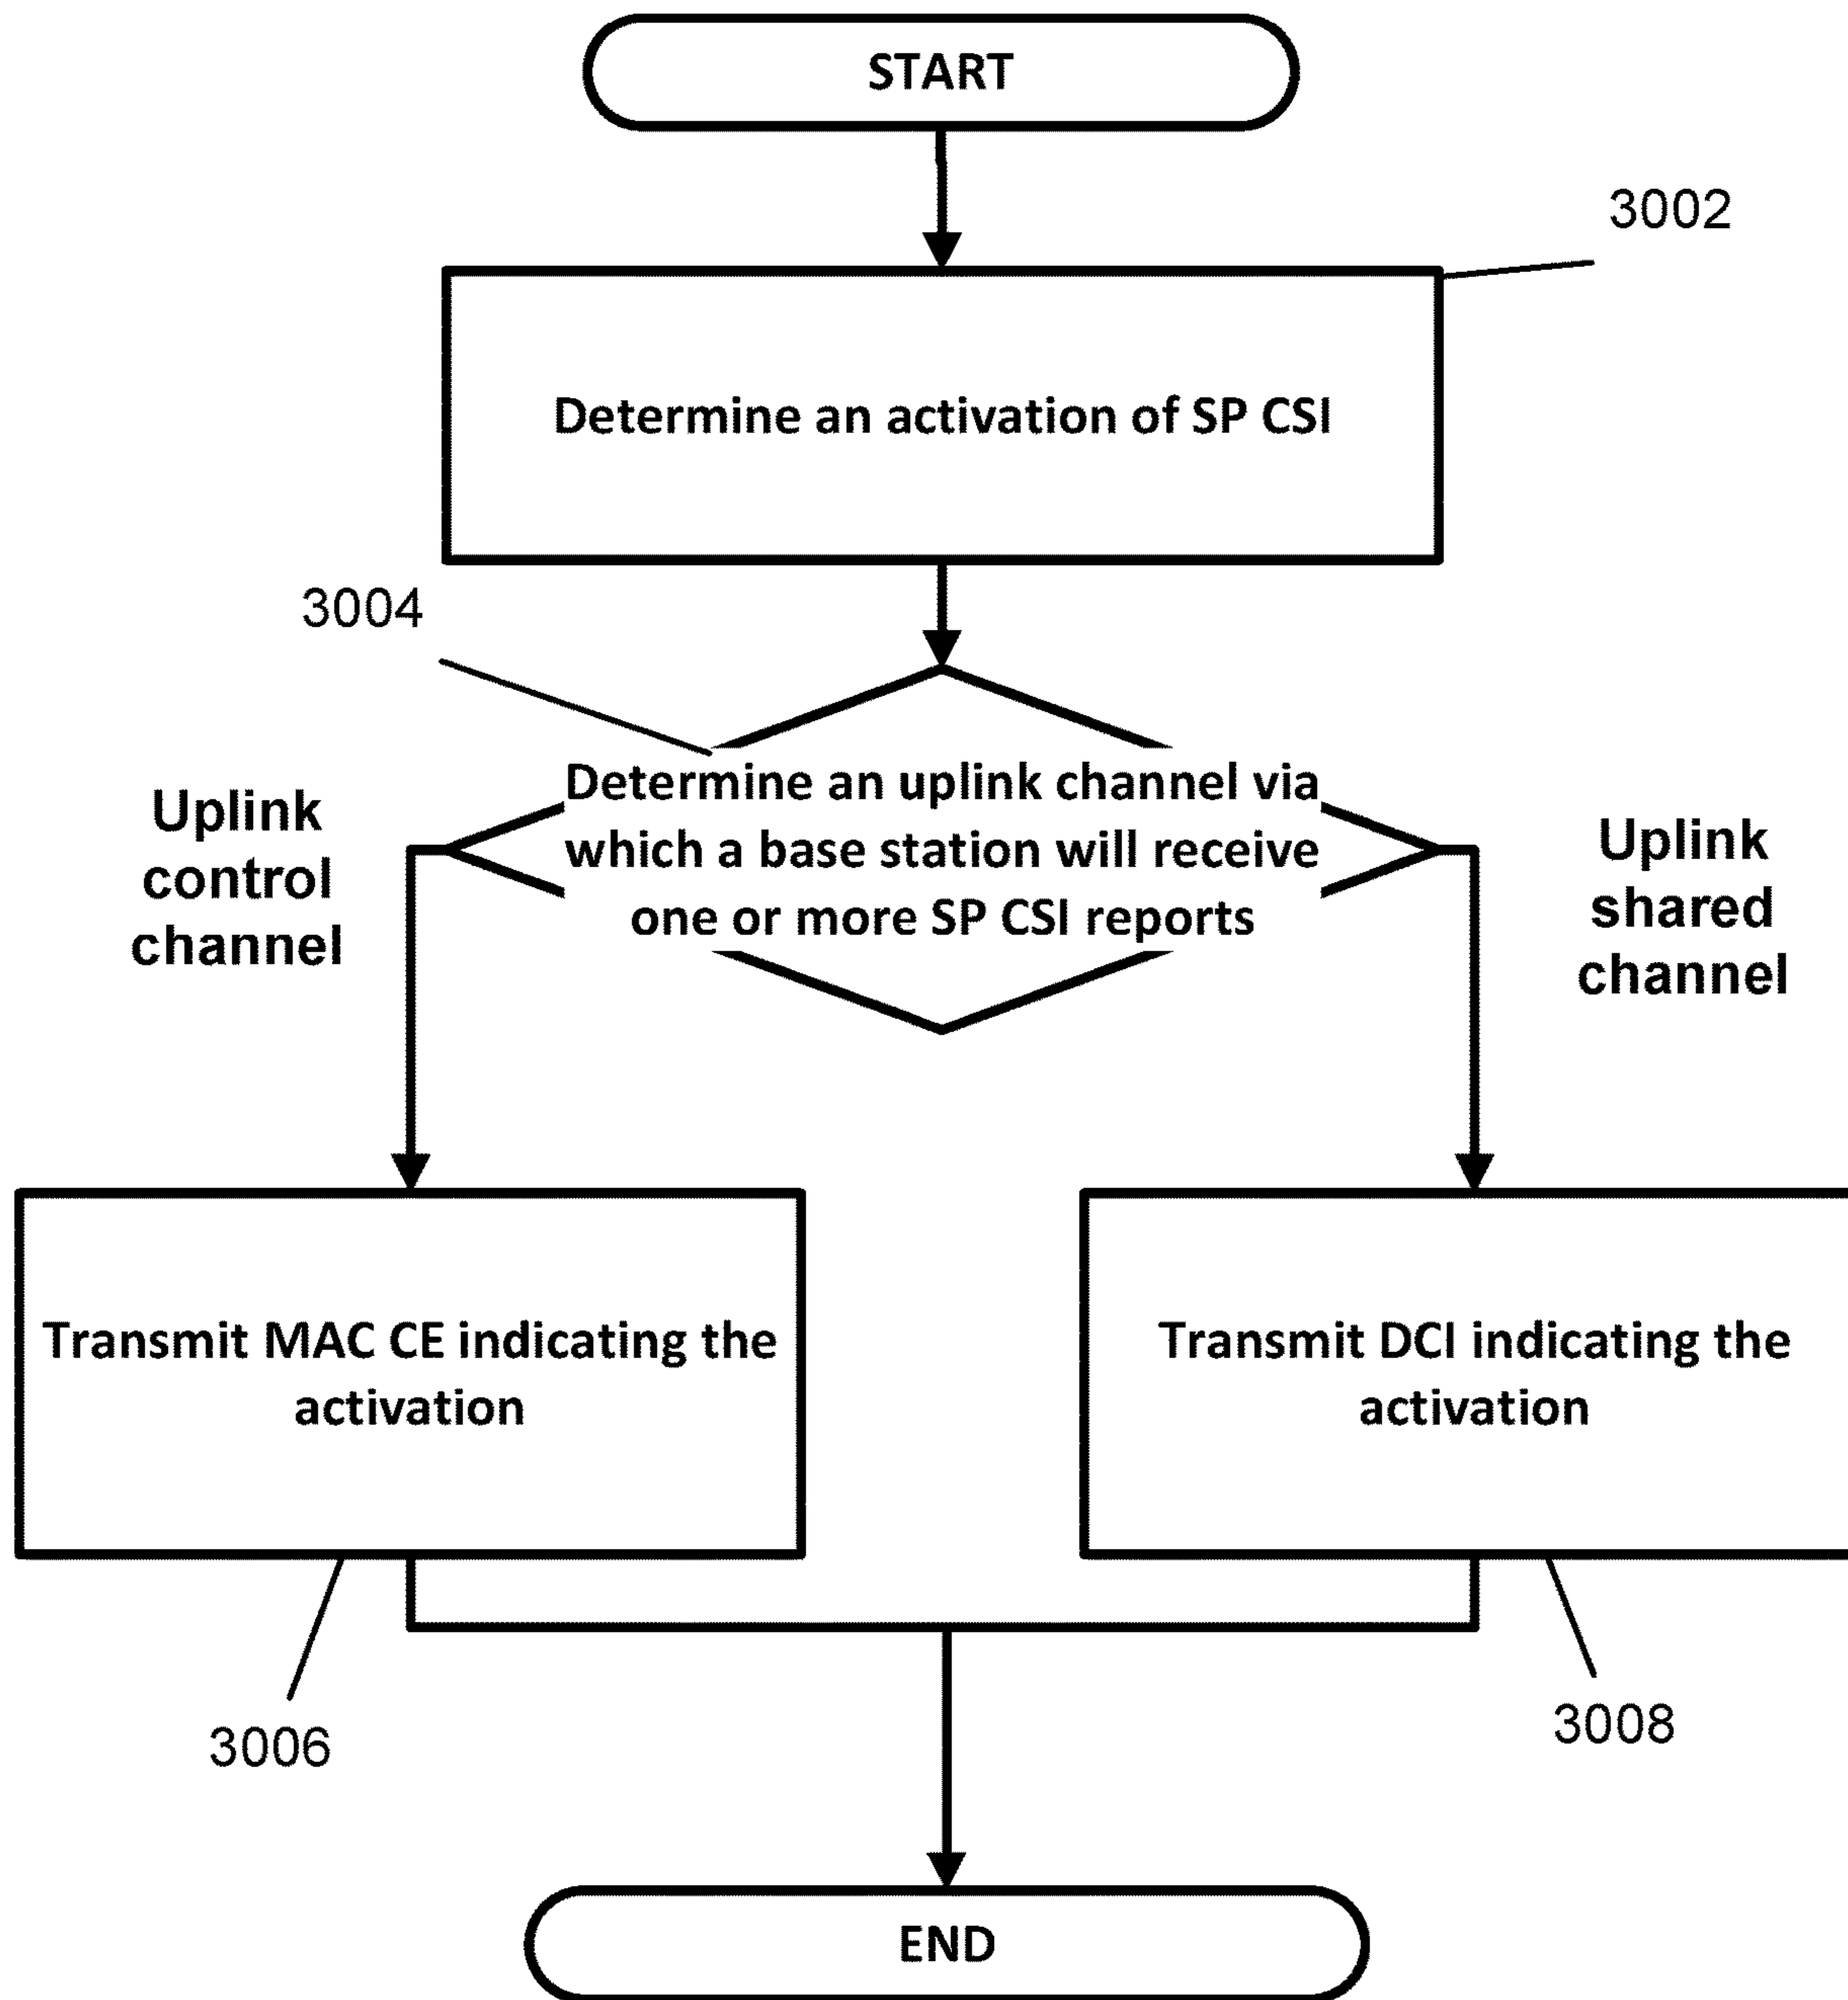 START
3002
Determine an activation of SP CSI
3004
Determine an uplink channel via
which a base station will receive
one or more SP CSI reports
Uplink
control
channel
Uplink
shared
channel
Transmit MAC CE indicating the
activation
Transmit DCI indicating the
activation
3006
3008
END